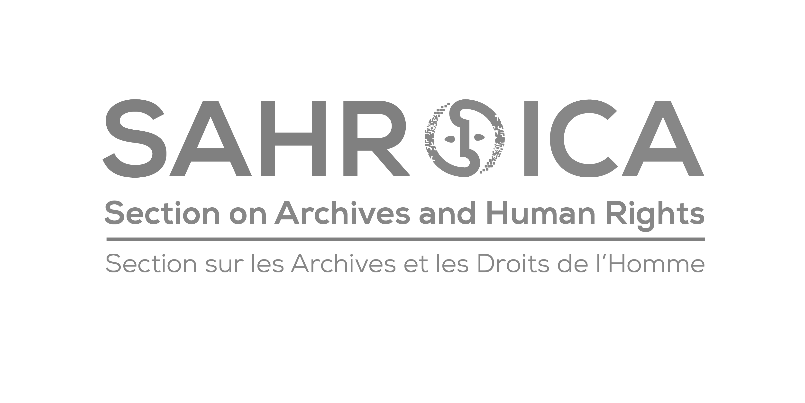 SAHR ICA
Section on Archives and Human Rights
Section sur les Archives et les Droits de l'Homme